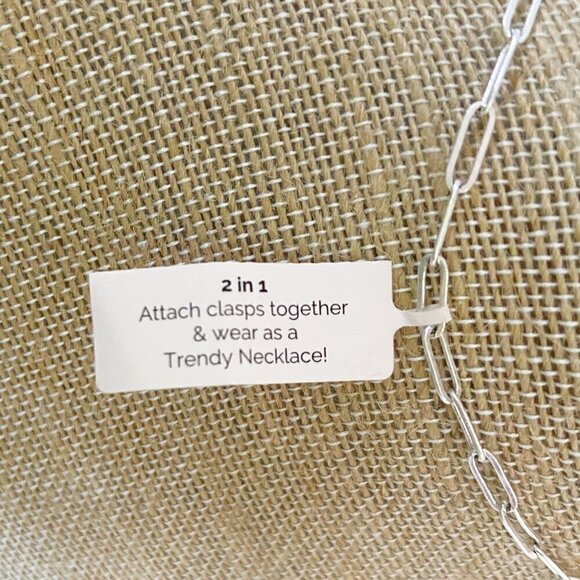 2 in 1
Attach clasps together
& wear as a
Trendy Necklace!